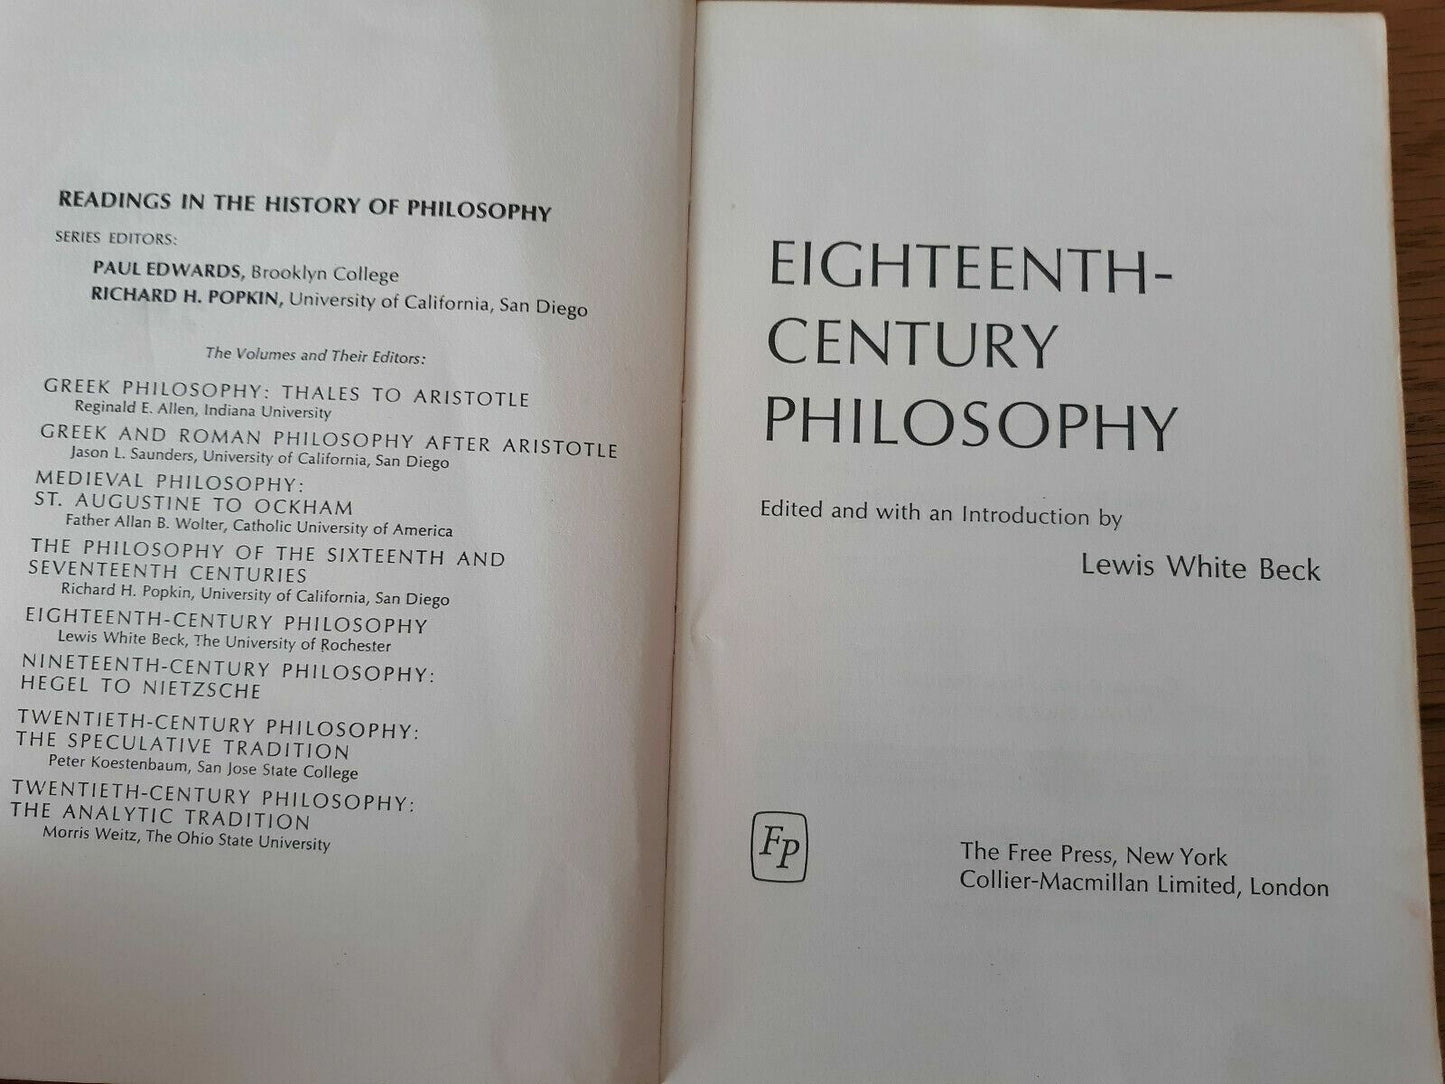 READINGS IN THE HISTORY OF PHILOSOPHY
SERIES EDITORS:
PAUL EDWARDS, Brooklyn College
RICHARD H. POPKIN, University of California, San Diego
The Volumes and Their Editors:
GREEK PHILOSOPHY: THALES TO ARISTOTLE
Reginald E. Allen, Indiana University
GREEK AND ROMAN PHILOSOPHY AFTER ARISTOTLE
Jason L. Saunders, University of California, San Diego
MEDIEVAL PHILOSOPHY:
ST. AUGUSTINE TO OCKHAM
Father Allan B. Wolter, Catholic University of America
THE PHILOSOPHY OF THE SIXTEENTH AND
SEVENTEENTH CENTURIES
Richard H. Popkin, University of California, San Diego
EIGHTEENTH-CENTURY PHILOSOPHY
Lewis White Beck, The University of Rochester
NINETEENTH-CENTURY PHILOSOPHY:
HEGEL TO NIETZSCHE
TWENTIETH-CENTURY PHILOSOPHY:
THE SPECULATIVE TRADITION
Peter Koestenbaum, San Jose State College
TWENTIETH-CENTURY PHILOSOPHY:
THE ANALYTIC TRADITION
Morris Weitz, The Ohio State University
EIGHTEENTH-
CENTURY
PHILOSOPHY
Edited and with an Introduction by
Lewis White Beck
FP
The Free Press, New York
Collier-Macmillan Limited, London